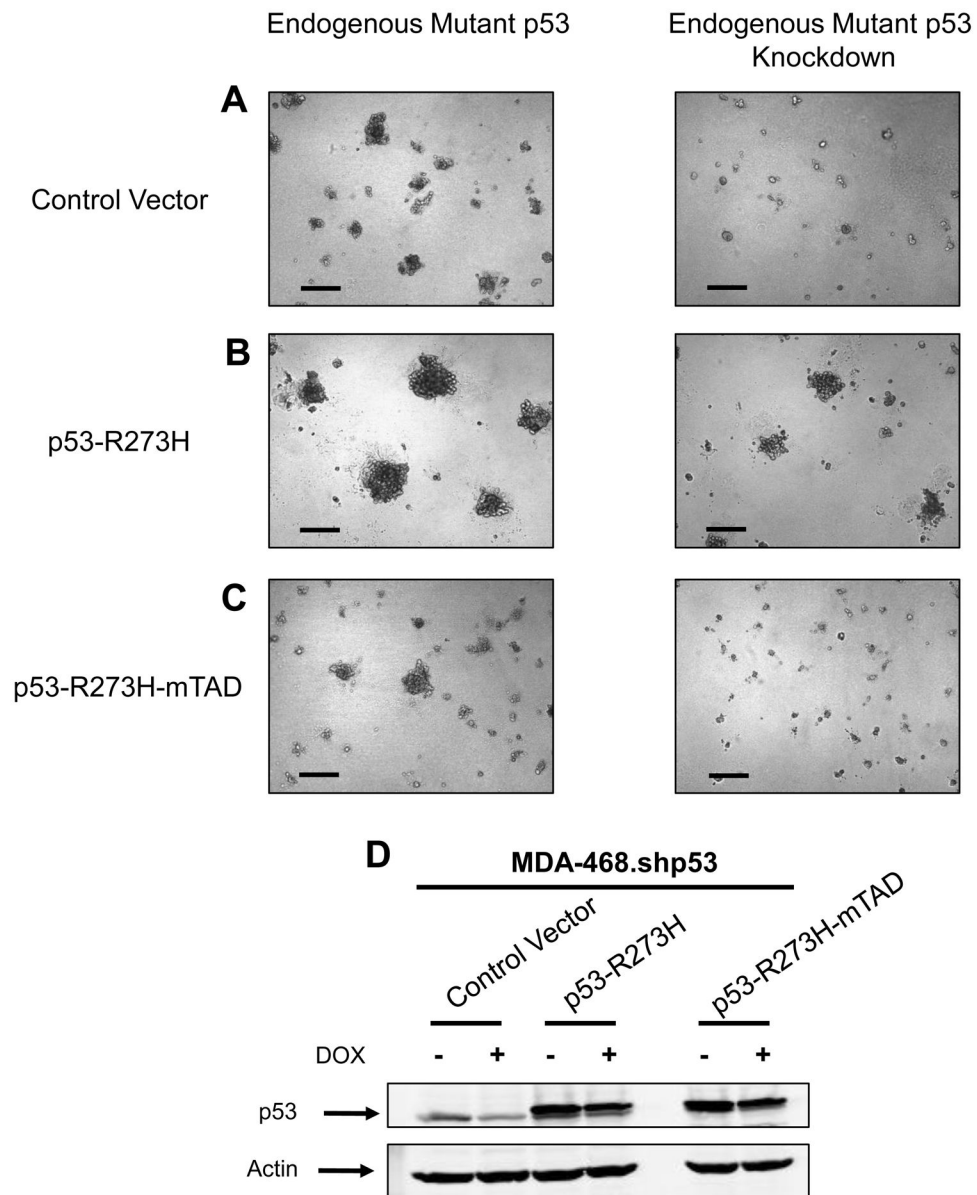 Endogenous Mutant p53
Endogenous Mutant p53
Knockdown
A
Control Vector
B
p53-R273H
C
p53-R273H-mTAD
D
MDA-468.shp53
Control Vector
p53-R273H
p53-R273H-mTAD
DOX - + - + - +
p53
Actin